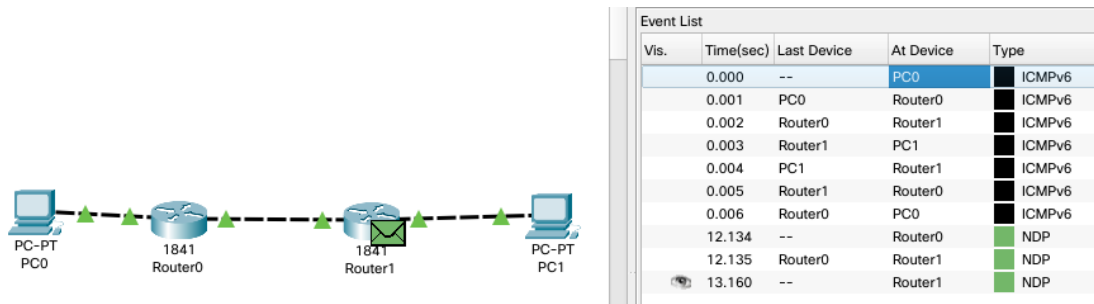 Event List
Vis. Time(sec) Last Device At Device Type
0.000 -- PC0 ICMPv6
0.001 PC0 Router0 ICMPv6
0.002 Router0 Router1 ICMPv6
0.003 Router1 PC1 ICMPv6
0.004 PC1 Router1 ICMPv6
0.005 Router1 Router0 ICMPv6
0.006 Router0 PC0 ICMPv6
12.134 -- Router0 NDP
12.135 Router0 Router1 NDP
13.160 -- Router1 NDP
PC-PT
PC0
1841
Router0
1841
Router1
PC-PT
PC1